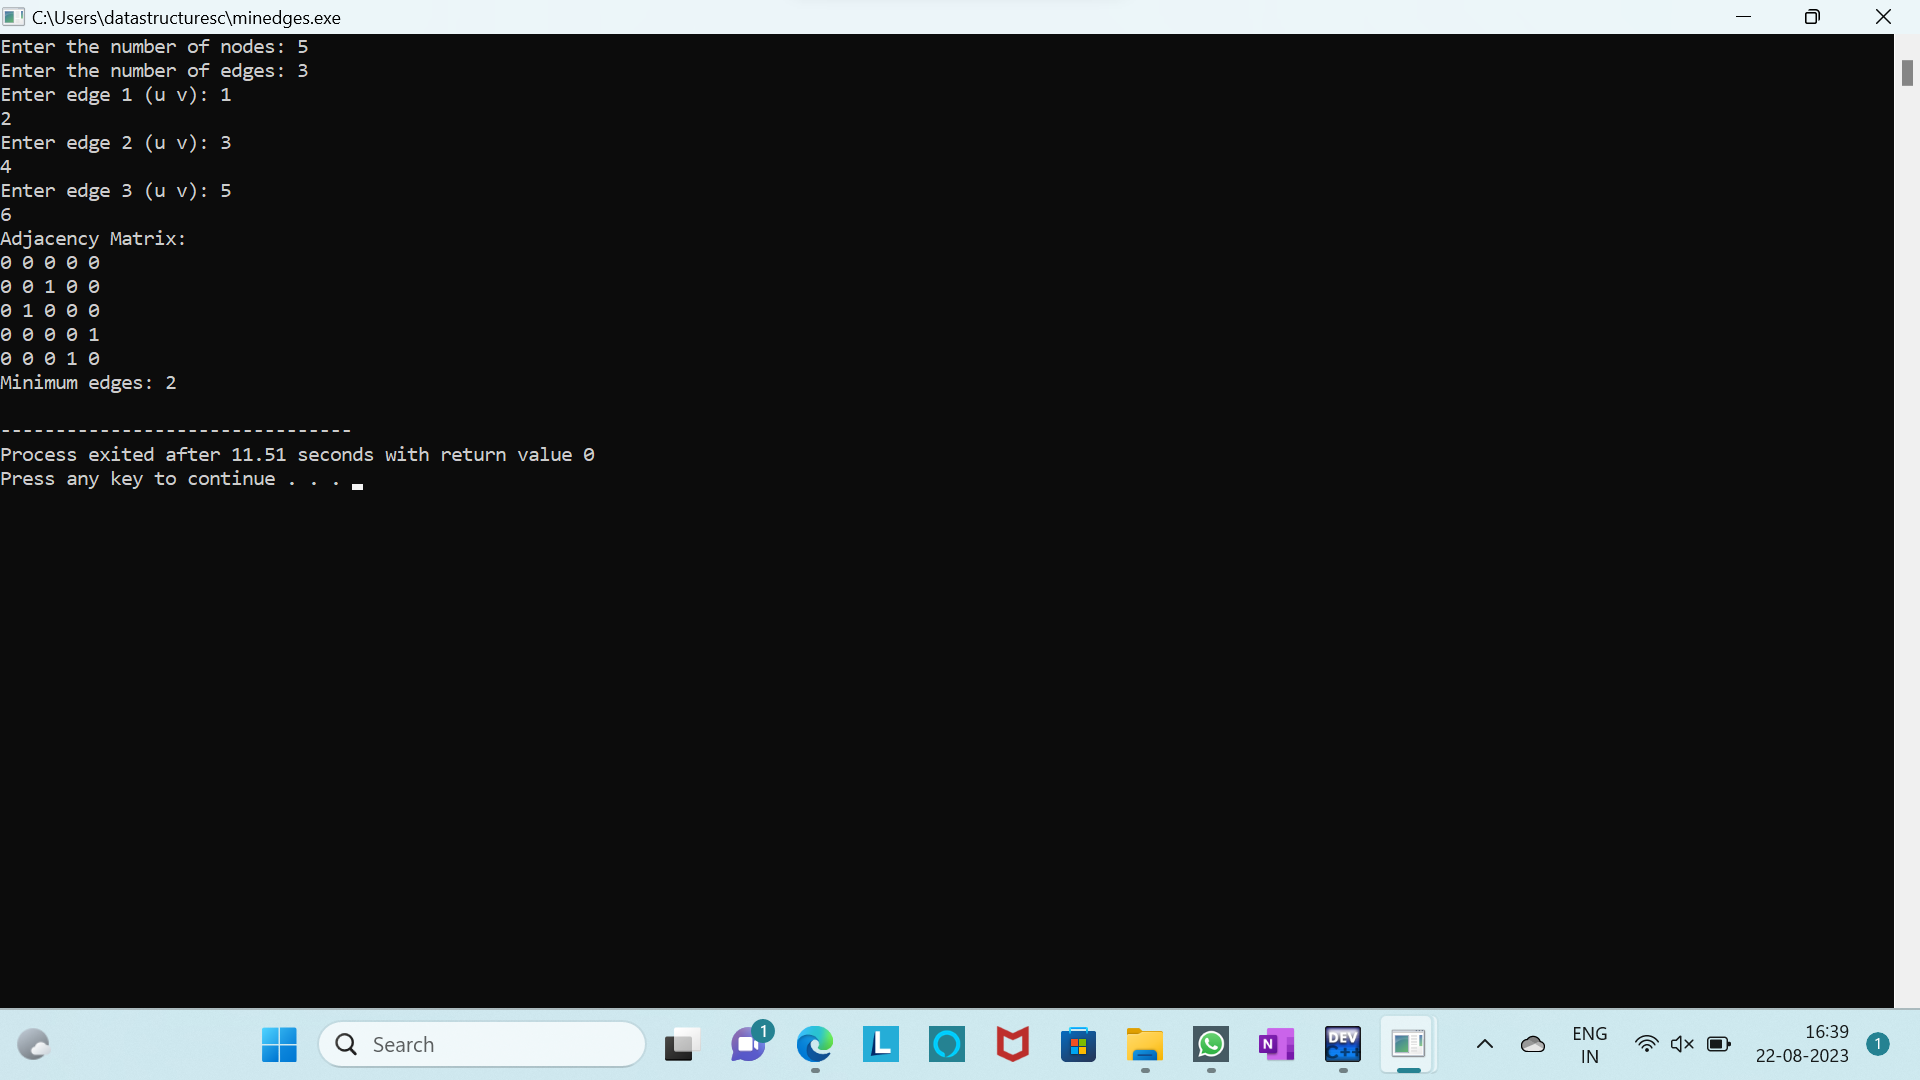 C:\Users\datastructuresc\minedges.exe
Enter the number of nodes: 5
Enter the number of edges: 3
Enter edge 1 (u v): 1
2
Enter edge 2 (u v): 3
4
Enter edge 3 (u v): 5
6
Adjacency Matrix:
0 0 0 0 0
0 0 1 0 0
0 1 0 0 0
0 0 0 0 1
0 0 0 1 0
Minimum edges: 2
--------------------------------
Process exited after 11.51 seconds with return value 0
Press any key to continue . . .
Search
1
L
N
DEV
C++
ENG
IN
16:39
22-08-2023
1